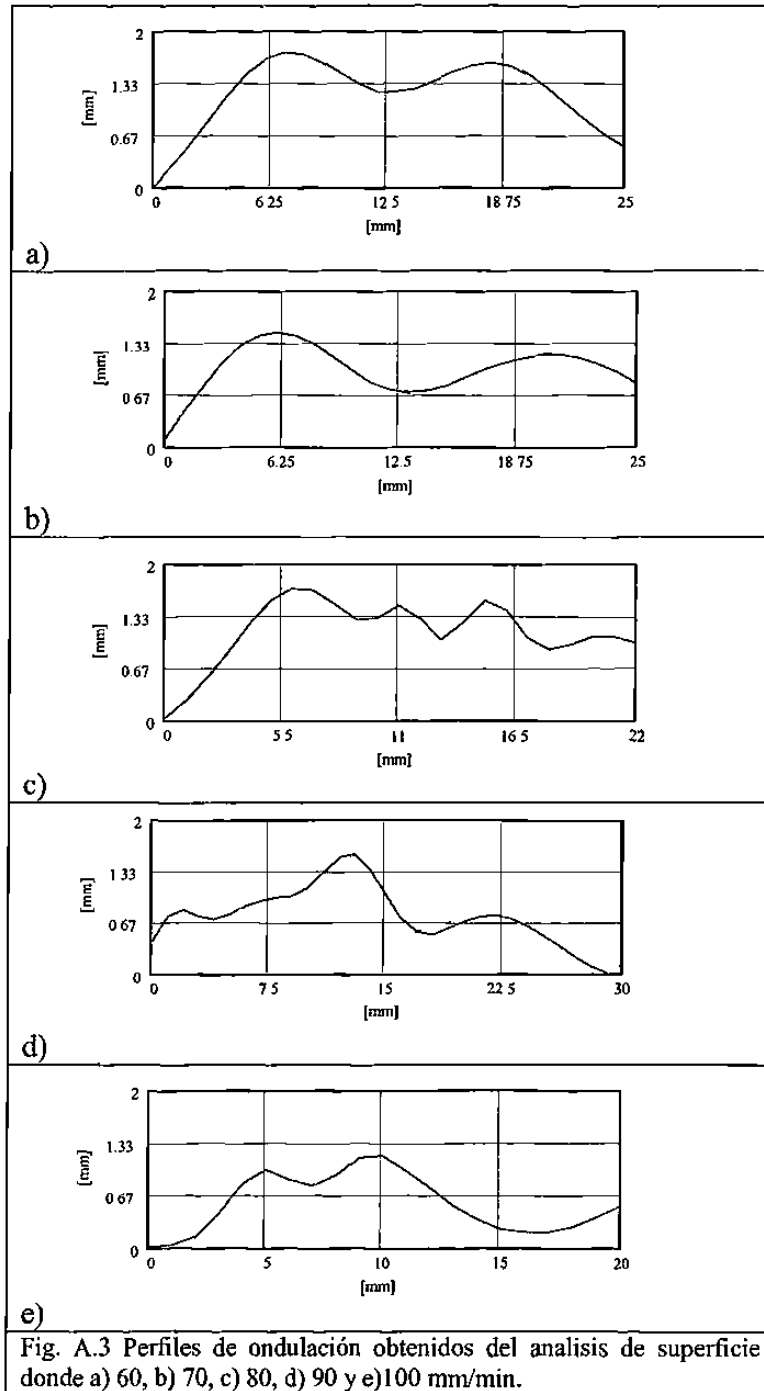 2
1.33
[mm]
0.67
0
0 6 25 12 5 18 75 25
[mm]
a)
2
1.33
[mm]
0.67
0
0 6.25 12.5 18 75 25
[mm]
b)
2
1.33
[mm]
0 67
0
0 5 5 11 16 5 22
[mm]
c)
2
1.33
[mm]
0 67
0
0 7 5 15 22 5 30
[mm]
d)
2
1.33
[mm]
0 67
0
0 5 10 15 20
[mm]
e)
Fig. A.3 Perfiles de ondulación obtenidos del analisis de superficie
donde a) 60, b) 70, c) 80, d) 90 y e)100 mm/min.